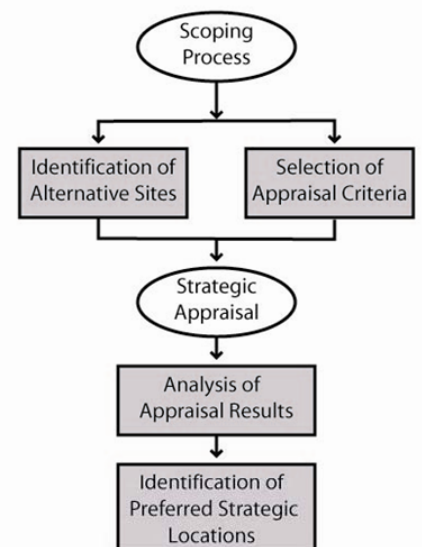 Scoping
Process
Identification of
Alternative Sites
Selection of
Appraisal Criteria
Strategic
Appraisal
Analysis of
Appraisal Results
Identification of
Preferred Strategic
Locations